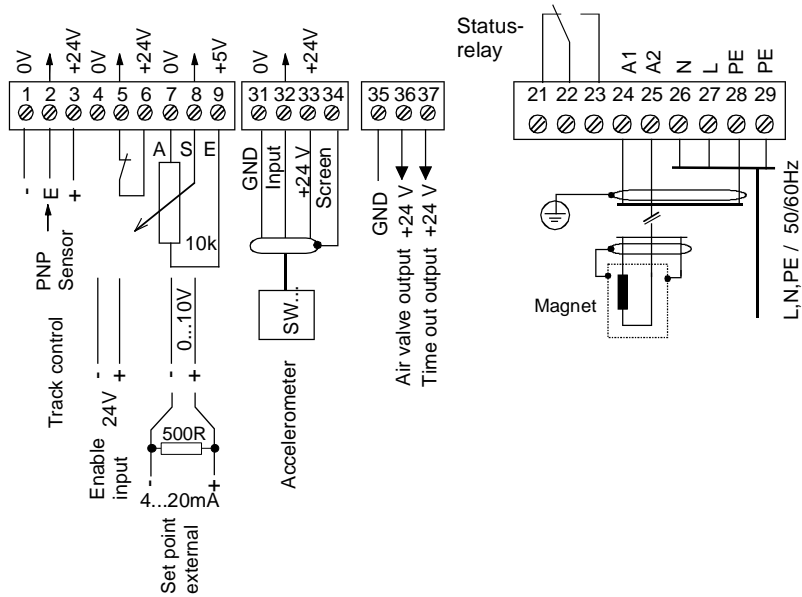 0V
+24V
0V
+24V
0V
+5V
0V
+24V
Status-
relay
A1
A2
N
L
PE
PE
1 2 3 4 5 6 7 8 9
31 32 33 34
35 36 37
21 22 23 24 25 26 27 28 29
-
E
+
PNP
Sensor
Track control
-
+
24V
Enable
input
A S E
10k
0...10V
-
+
500R
-
+
4...20mA
Set point
external
GND
Input
+24 V
Screen
SW...
Accelerometer
GND
Air valve output +24 V
Time out output +24 V
Magnet
L,N,PE / 50/60Hz